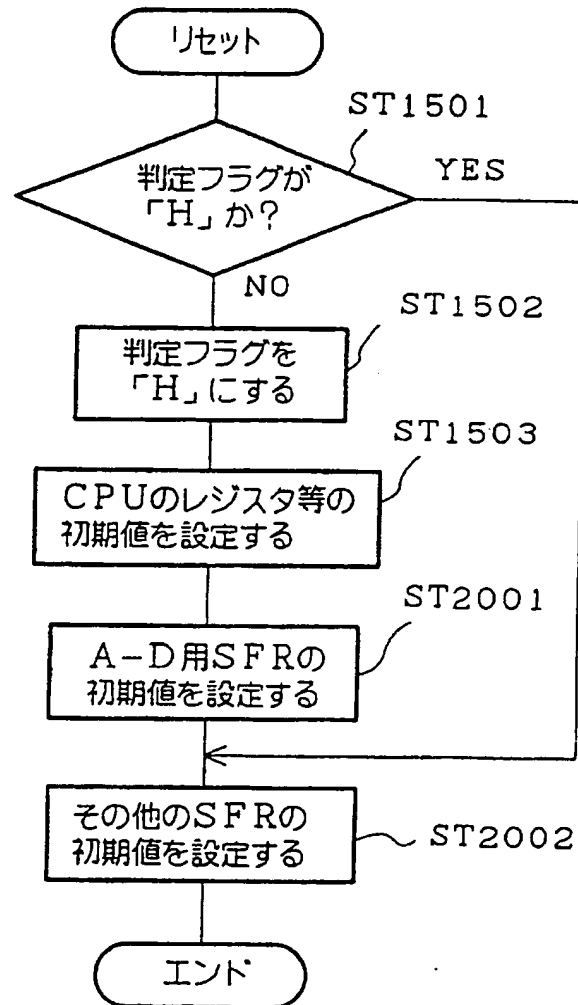 リセット
ST1501
判定フラグが
「H」か?
YES
NO
ST1502
判定フラグを
「H」にする
ST1503
CPUのレジスタ等の
初期値を設定する
ST2001
A-D用SFRの
初期値を設定する
その他のSFRの
初期値を設定する
ST2002
エンド